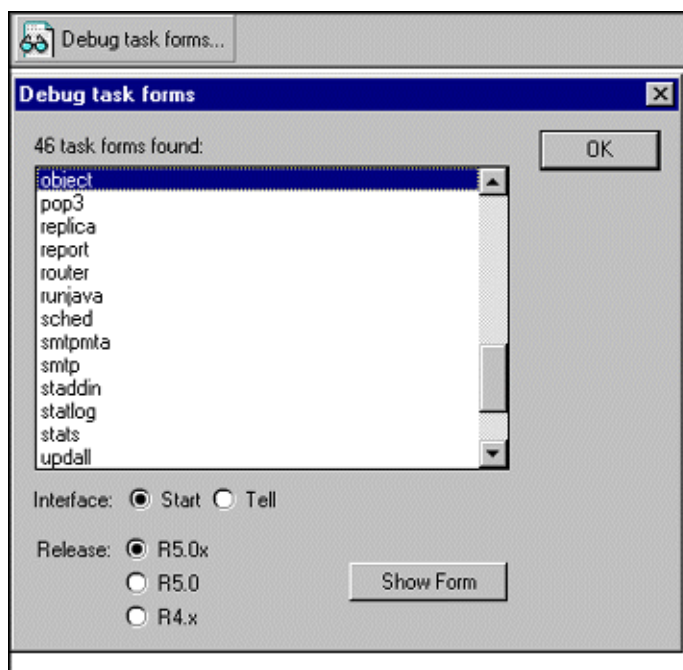 Debug task forms...
Debug task forms
46 task forms found:
OK
object
pop3
replica
report
router
runjava
sched
smtpmta
smtp
staddin
statlog
stats
updall
Interface: Start Tell
Release: R5.0x
R5.0
Show Form
R4.x